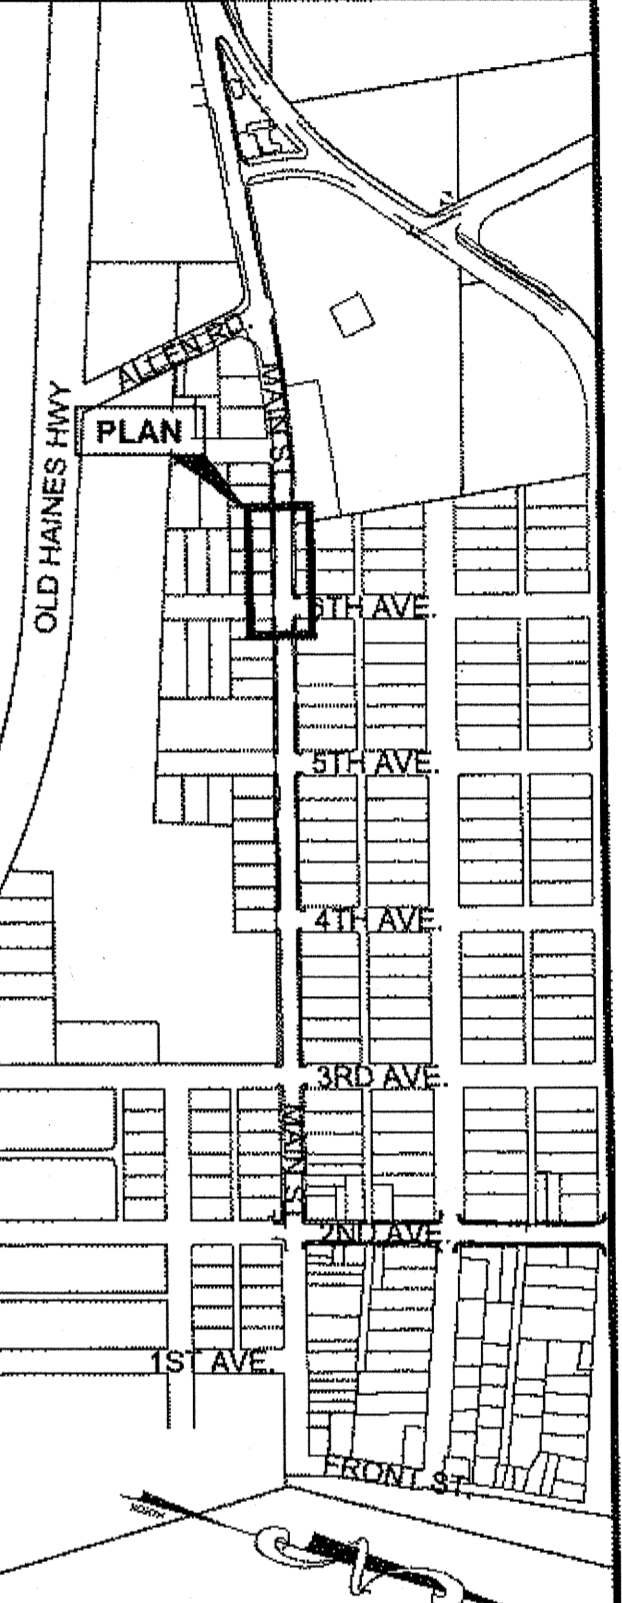 ALLEN RD.
MAIN ST.
PLAN
OLD HAINES HWY
6TH AVE.
5TH AVE.
4TH AVE.
3RD AVE.
MAIN ST.
2ND AVE.
1ST AVE.
FRONT ST.
NORTH